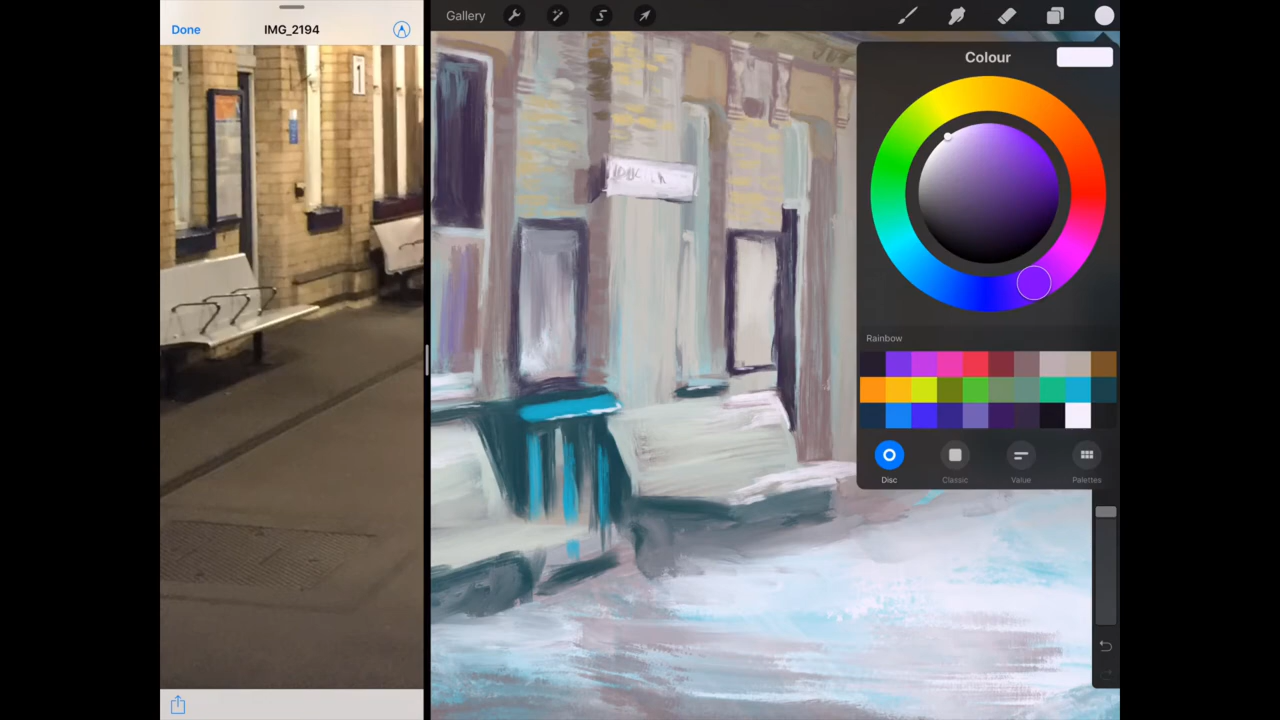 Done
IMG_2194
1
Gallery
Colour
Rainbow
Disc
Classic
Value
Palettes